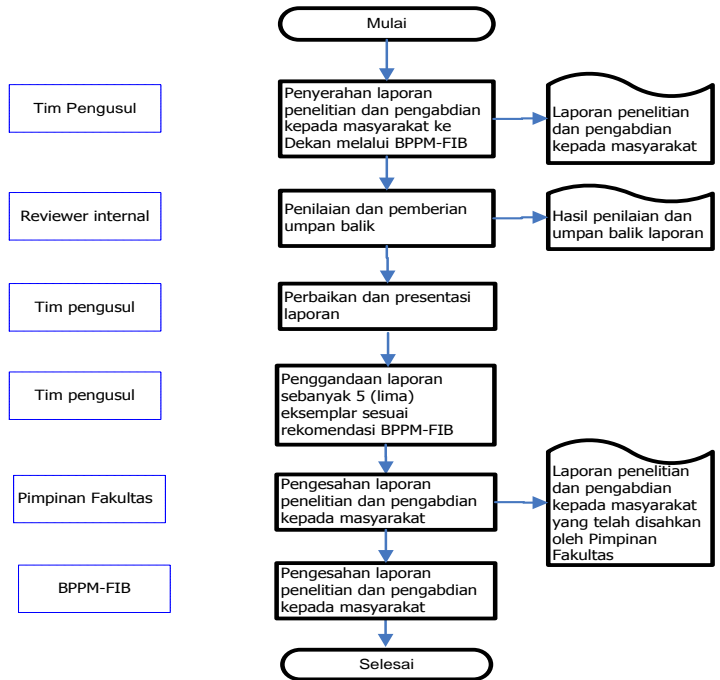 Mulai
Tim Pengusul
Penyerahan laporan
penelitian dan pengabdian
kepada masyarakat ke
Dekan melalui BPPM-FIB
Laporan penelitian
dan pengabdian
kepada masyarakat
Reviewer internal
Penilaian dan pemberian
umpan balik
Hasil penilaian dan
umpan balik laporan
Tim pengusul
Perbaikan dan presentasi
laporan
Tim pengusul
Penggandaan laporan
sebanyak 5 (lima)
eksemplar sesuai
rekomendasi BPPM-FIB
Pimpinan Fakultas
Pengesahan laporan
penelitian dan pengabdian
kepada masyarakat
Laporan penelitian
dan pengabdian
kepada masyarakat
yang telah disahkan
oleh Pimpinan
Fakultas
BPPM-FIB
Pengesahan laporan
penelitian dan pengabdian
kepada masyarakat
Selesai